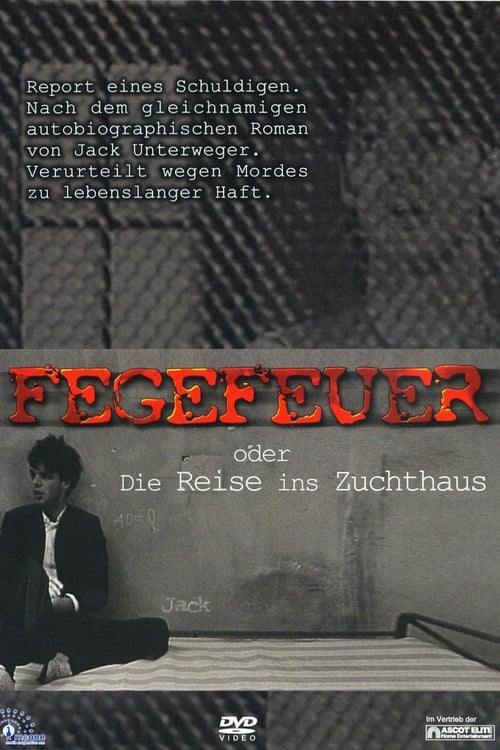 Report eines Schuldigen.
Nach dem gleichnamigen
autobiographischen Roman
von Jack Unterweger.
Verurteilt wegen Mordes
zu lebenslanger Haft.
FEGEFEUER
oder
Die Reise ins Zuchthaus
Jack
DVD
VIDEO
Im Vertrieb der
ASCOT ELITE
Home Entertainment